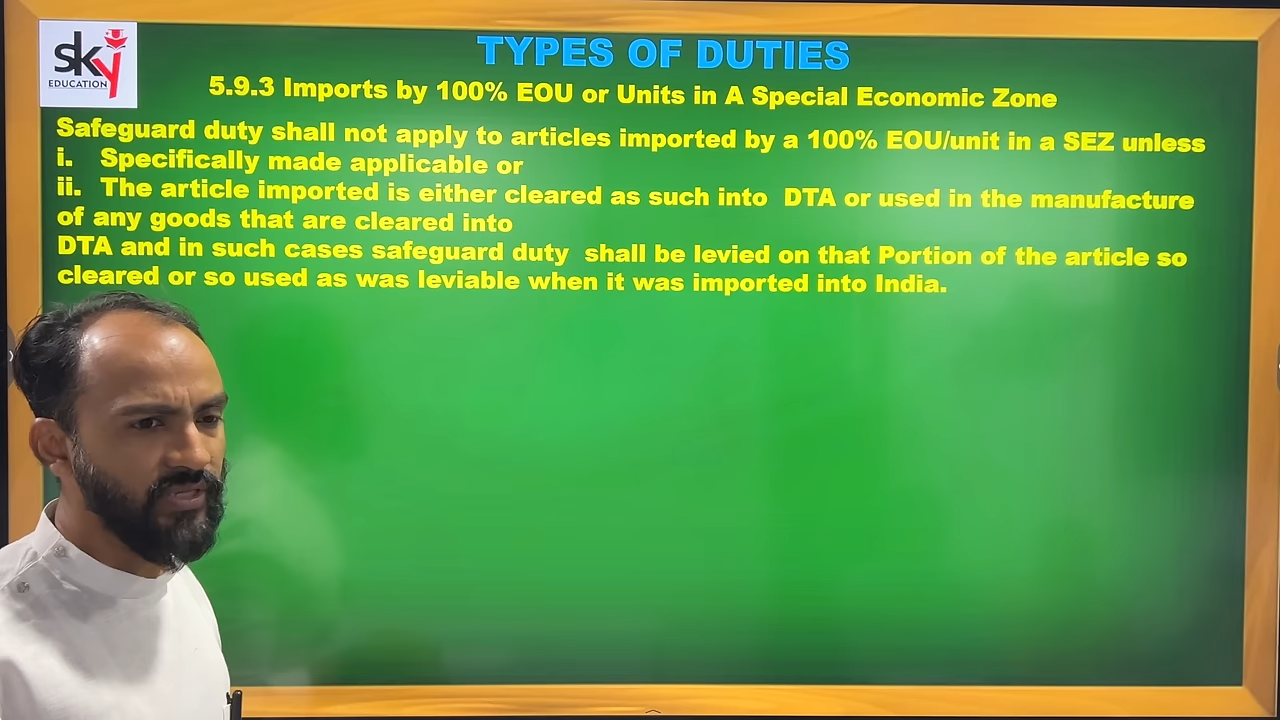 sky
EDUCATION
TYPES OF DUTIES
5.9.3 Imports by 100% EOU or Units in A Special Economic Zone
Safeguard duty shall not apply to articles imported by a 100% EOU/unit in a SEZ unless
i. Specifically made applicable or
ii. The article imported is either cleared as such into DTA or used in the manufacture
of any goods that are cleared into
DTA and in such cases safeguard duty shall be levied on that Portion of the article so
cleared or so used as was leviable when it was imported into India.